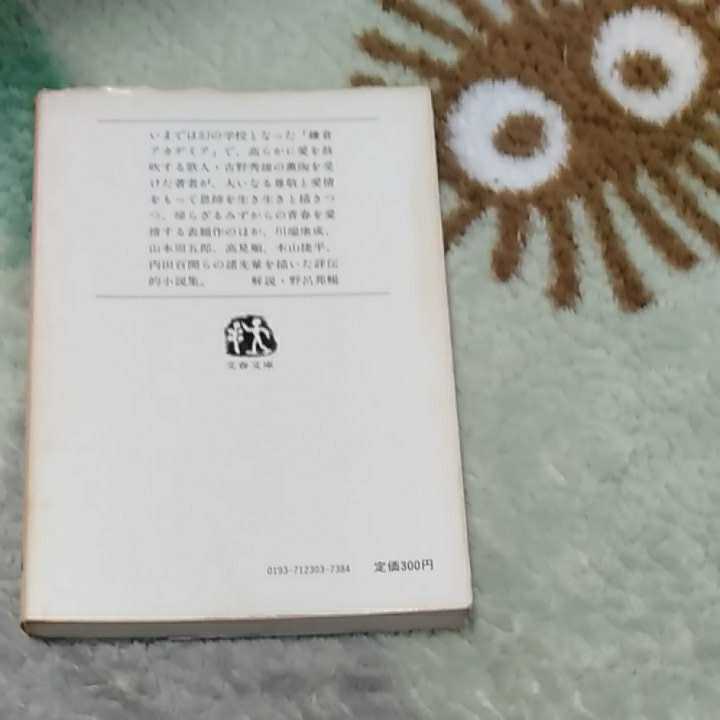 いまでは幻の学校となった「鎌倉
アカデミア」で、高らかに愛を鼓
吹する歌人・吉野秀雄の薫陶を受
けた著者が、大いなる尊敬と愛情
をもって恩師を生き生きと描きつ
つ、帰らざるみずからの青春を愛
惜する表題作のほか、川端康成、
山本周五郎、高見順、木山捷平、
内田百閒らの諸先輩を描いた評伝
的小説集。 解説・野呂邦暢
文春文庫
0193-712303-7384 定価300円